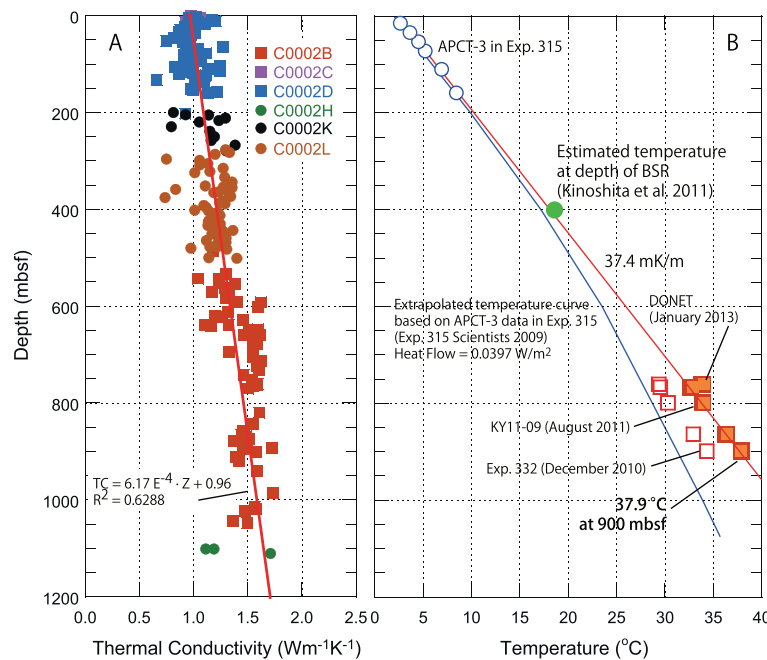 A
C0002B
C0002C
C0002D
C0002H
C0002K
C0002L
TC = 6.17 E-4 · Z + 0.96
R2 = 0.6288
0
200
400
600
800
1000
1200
Depth (mbsf)
0.0
0.5
1.0
1.5
2.0
2.5
Thermal Conductivity (Wm-1K-1)
B
APCT-3 in Exp. 315
Estimated temperature
at depth of BSR
(Kinoshita et al. 2011)
37.4 mK/m
DONET
(January 2013)
Extrapolated temperature curve
based on APCT-3 data in Exp. 315
(Exp. 315 Scientists 2009)
Heat Flow = 0.0397 W/m2
KY11-09 (August 2011)
Exp. 332 (December 2010)
37.9 °C
at 900 mbsf
0
5
10
15
20
25
30
35
40
Temperature (°C)